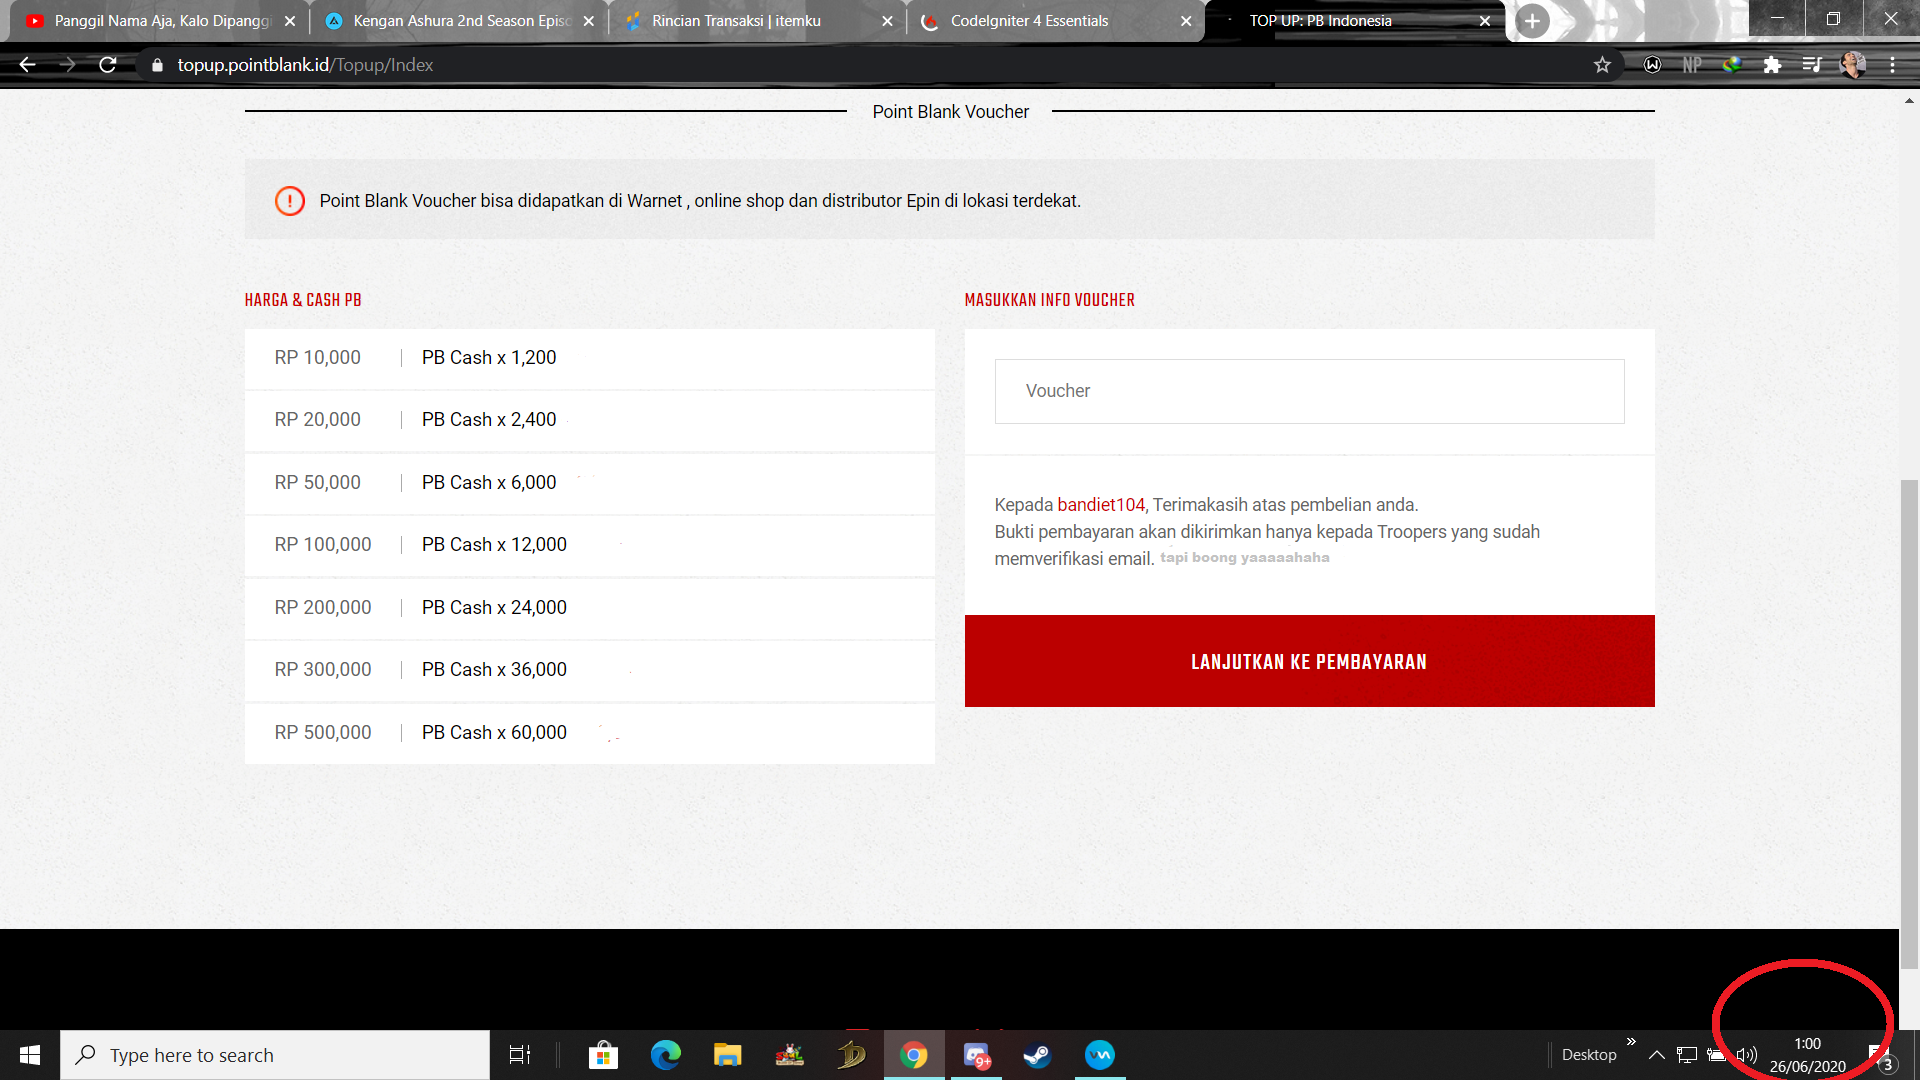 Panggil Nama Aja, Kalo Dipanggi
Kengan Ashura 2nd Season Episo
Rincian Transaksi | itemku
CodeIgniter 4 Essentials
TOP UP: PB Indonesia
topup.pointblank.id/Topup/Index
NP
Point Blank Voucher
Point Blank Voucher bisa didapatkan di Warnet , online shop dan distributor Epin di lokasi terdekat.
HARGA & CASH PB
RP 10,000 | PB Cash x 1,200
RP 20,000 | PB Cash x 2,400
RP 50,000 | PB Cash x 6,000
RP 100,000 | PB Cash x 12,000
RP 200,000 | PB Cash x 24,000
RP 300,000 | PB Cash x 36,000
RP 500,000 | PB Cash x 60,000
MASUKKAN INFO VOUCHER
Voucher
Kepada bandiet104, Terimakasih atas pembelian anda.
Bukti pembayaran akan dikirimkan hanya kepada Troopers yang sudah
memverifikasi email. tapi boong yaaaaahaha
LANJUTKAN KE PEMBAYARAN
Type here to search
9+
Desktop
1:00
26/06/2020
3